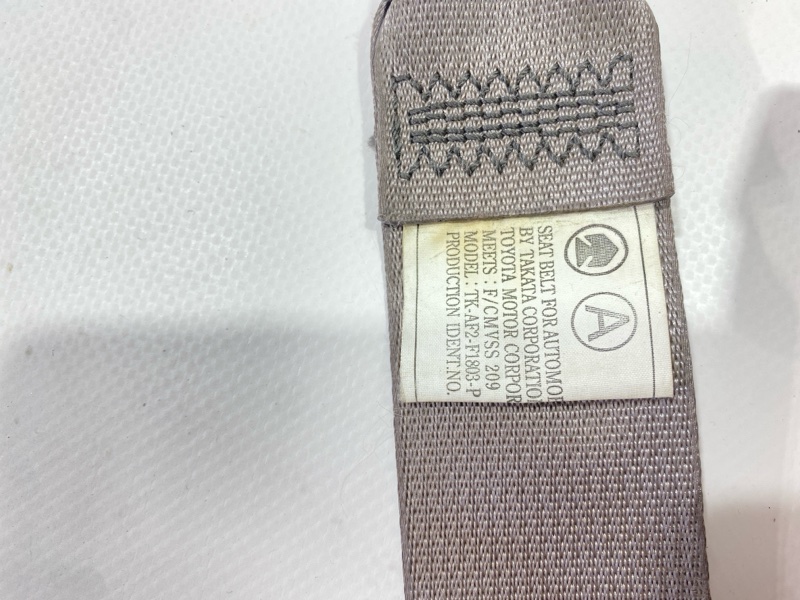 A
SEAT BELT FOR AUTOMO
BY TAKATA CORPORATIO
TOYOTA MOTOR CORPOR
MEETS : F/CMVSS 209
MODEL : TK-AF2-F1803-P
PRODUCTION IDENT.NO.